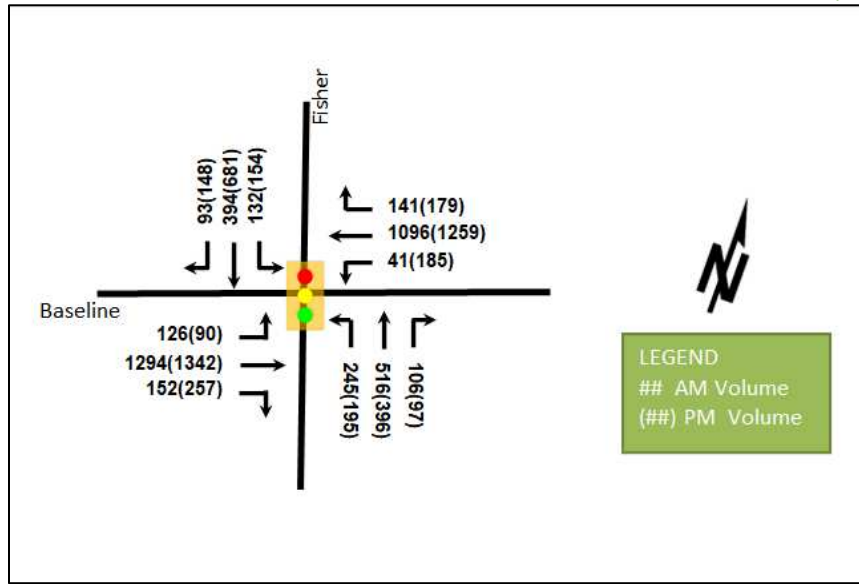 Fisher
93(148)
394(681)
132(154)
141(179)
1096(1259)
41(185)
Baseline
126(90)
1294(1342)
152(257)
245(195)
516(396)
106(97)
N
LEGEND
## AM Volume
(##) PM Volume